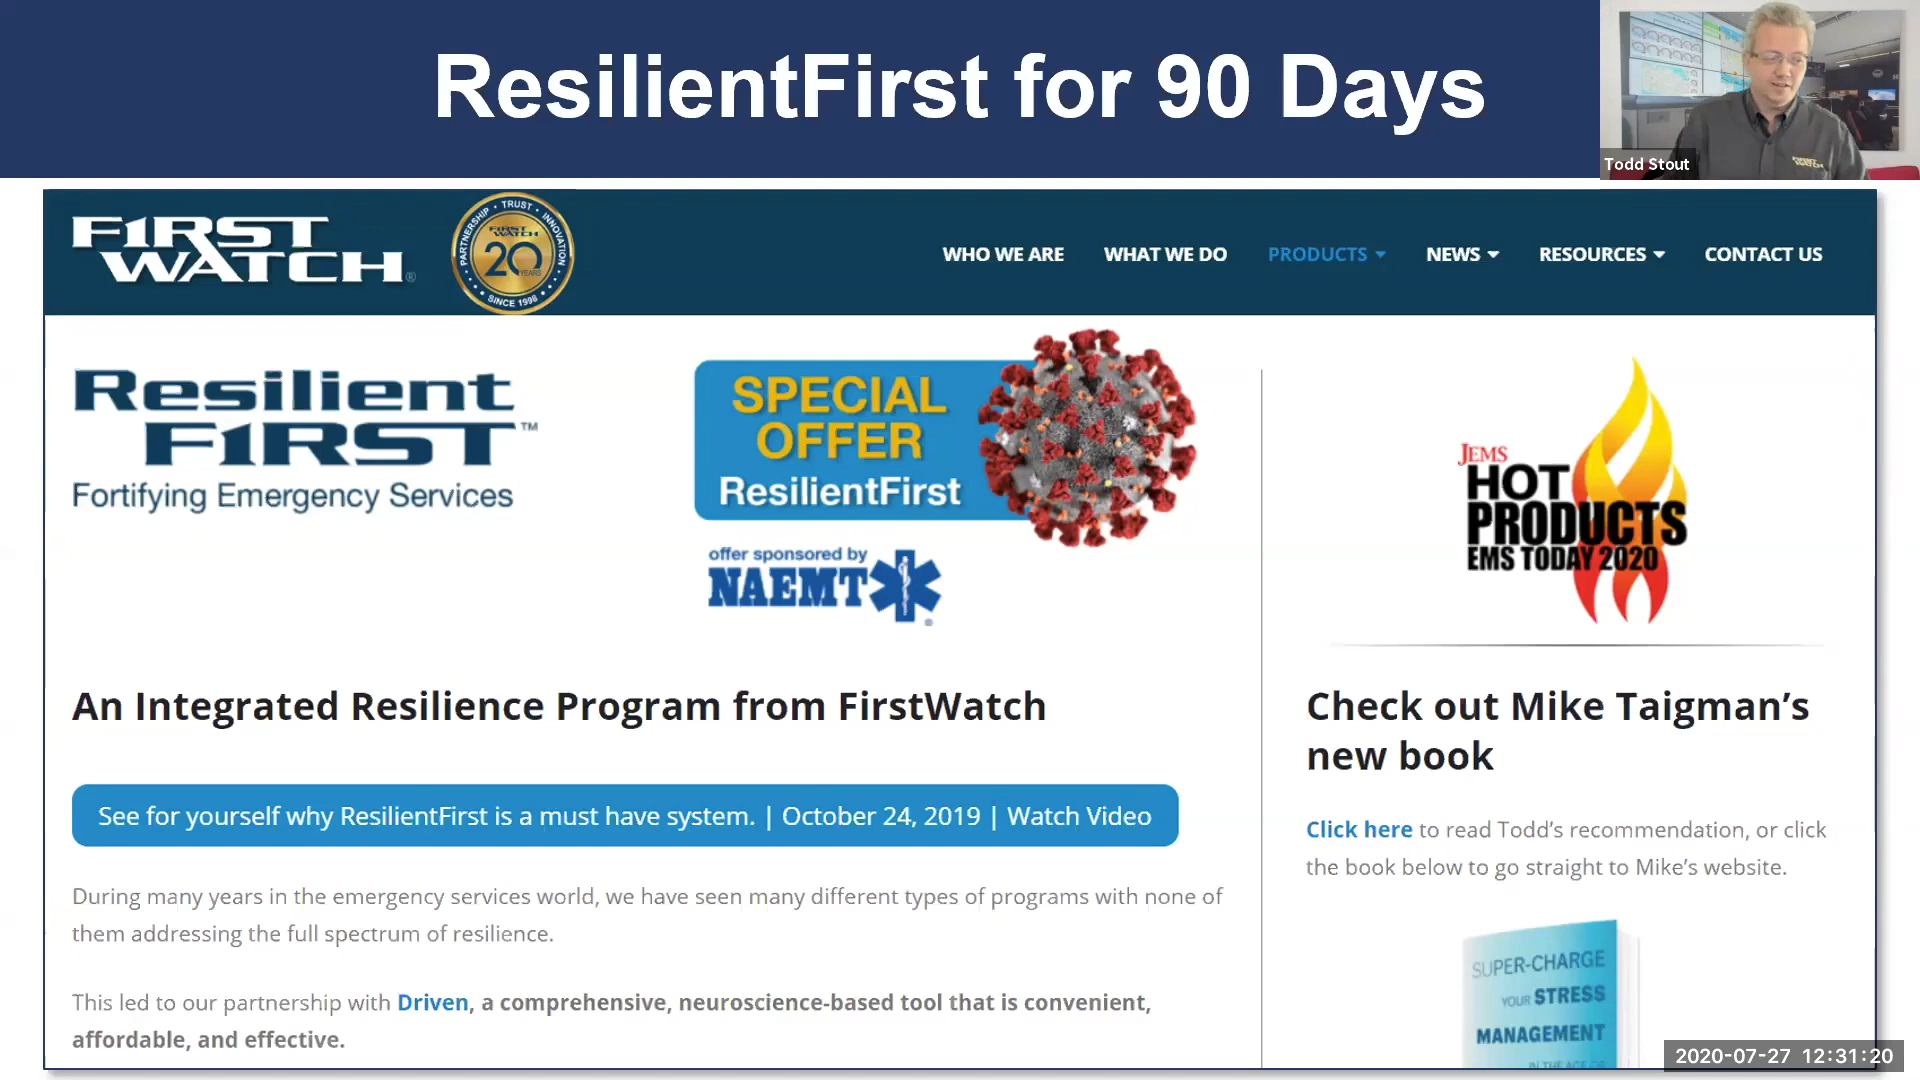 ResilientFirst for 90 Days
Todd Stout
FIRST
WATCH®
PARTNERSHIP • TRUST • INNOVATION
FIRST
WATCH
20
YEARS
SINCE 1998
WHO WE ARE
WHAT WE DO
PRODUCTS
NEWS
RESOURCES
CONTACT US
Resilient
FIRST™
Fortifying Emergency Services
SPECIAL
OFFER
ResilientFirst
offer sponsored by
NAEMT®
JEMS
HOT
PRODUCTS
EMS TODAY 2020
An Integrated Resilience Program from FirstWatch
See for yourself why ResilientFirst is a must have system. | October 24, 2019 | Watch Video
During many years in the emergency services world, we have seen many different types of programs with none of
them addressing the full spectrum of resilience.
This led to our partnership with Driven, a comprehensive, neuroscience-based tool that is convenient,
affordable, and effective.
Check out Mike Taigman’s
new book
Click here to read Todd’s recommendation, or click
the book below to go straight to Mike’s website.
SUPER-CHARGE
YOUR STRESS
MANAGEMENT
IN THE AGE OF
2020-07-27 12:31:20